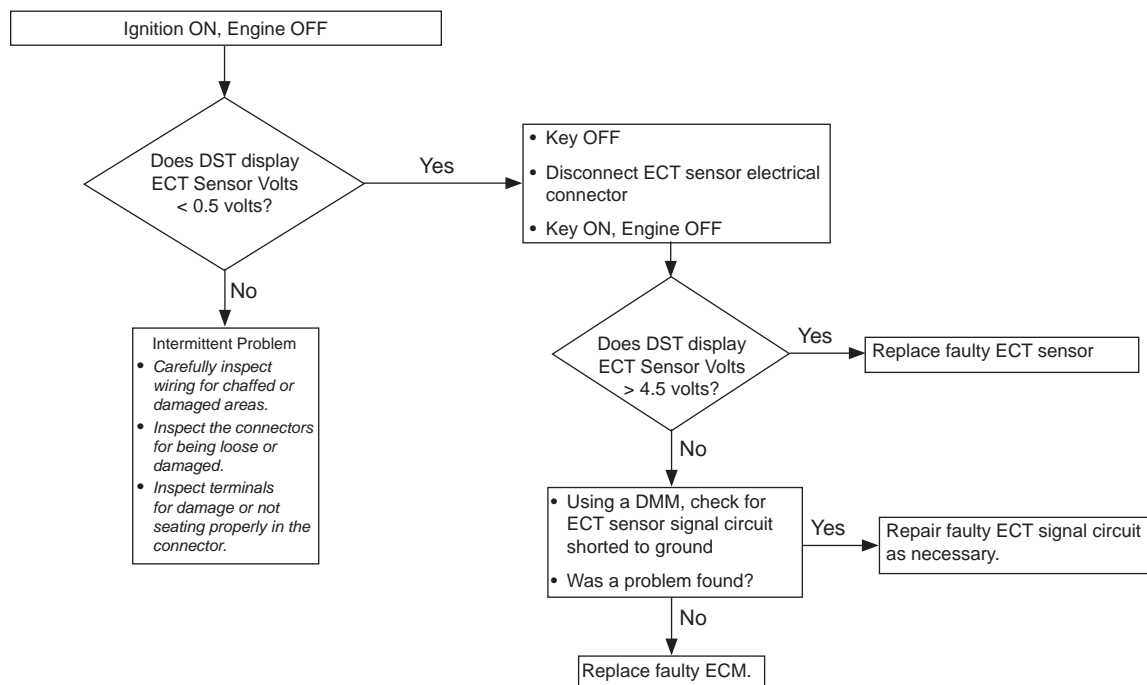 Ignition ON, Engine OFF
Does DST display
ECT Sensor Volts
< 0.5 volts?
Yes
• Key OFF
• Disconnect ECT sensor electrical
connector
• Key ON, Engine OFF
No
Intermittent Problem
• Carefully inspect
wiring for chaffed or
damaged areas.
• Inspect the connectors
for being loose or
damaged.
• Inspect terminals
for damage or not
seating properly in the
connector.
Does DST display
ECT Sensor Volts
> 4.5 volts?
Yes
Replace faulty ECT sensor
No
• Using a DMM, check for
ECT sensor signal circuit
shorted to ground
• Was a problem found?
Yes
Repair faulty ECT signal circuit
as necessary.
No
Replace faulty ECM.